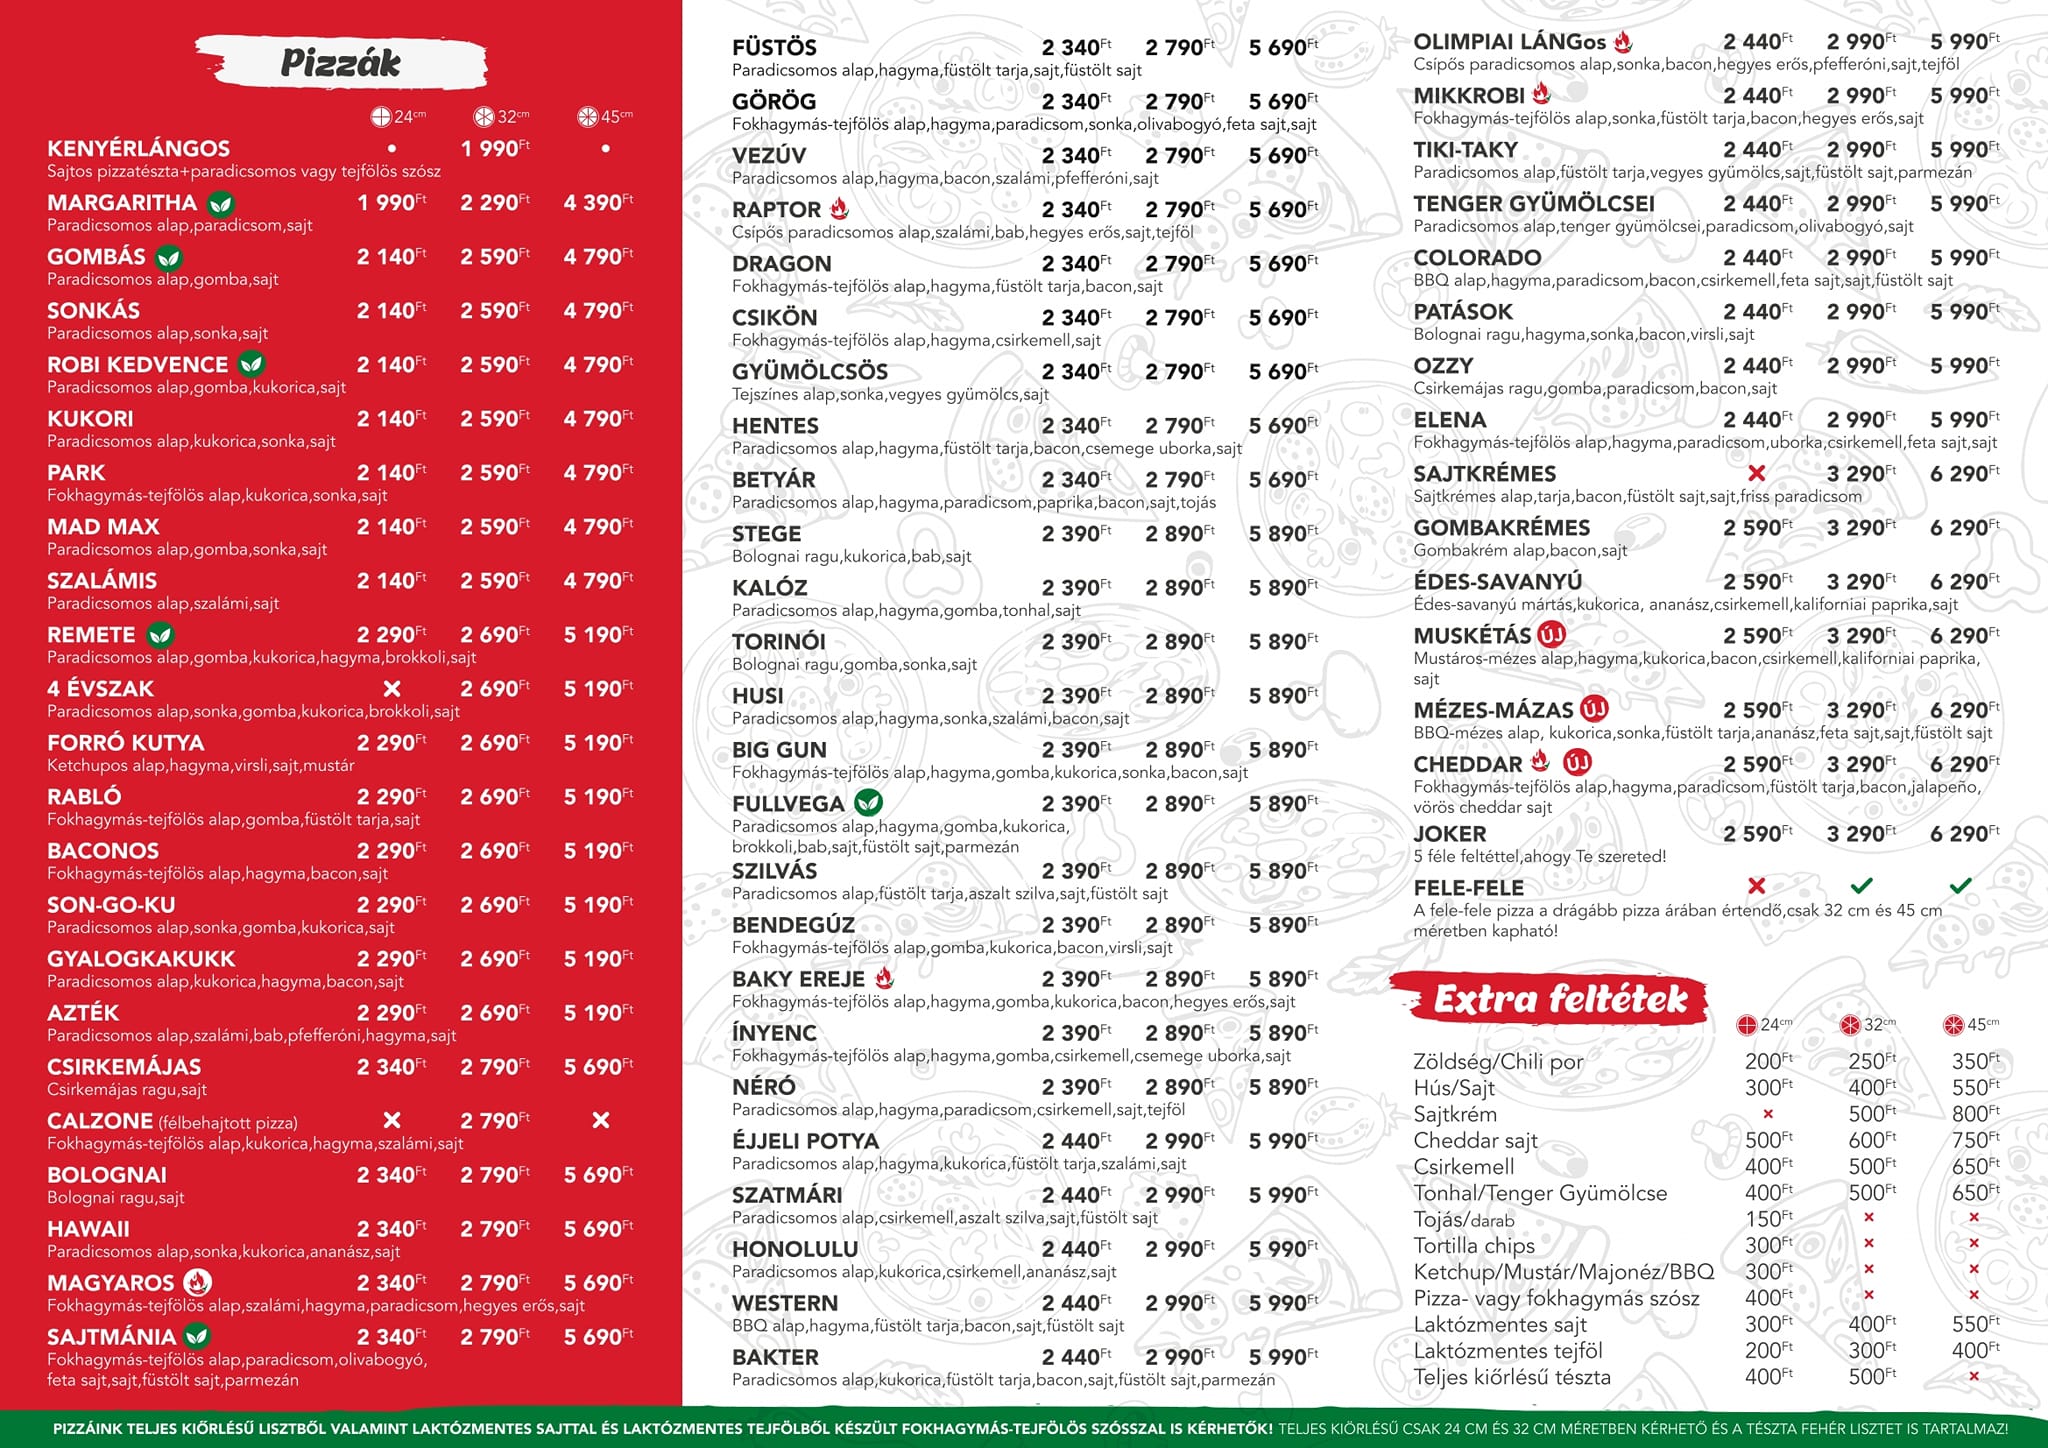 Pizzák
24cm 32cm 45cm
KENYÉRLÁNGOS • 1 990Ft •
Sajtos pizzatészta+paradicsomos vagy tejfölös szósz
MARGARITHA 1 990Ft 2 290Ft 4 390Ft
Paradicsomos alap,paradicsom,sajt
GOMBÁS 2 140Ft 2 590Ft 4 790Ft
Paradicsomos alap,gomba,sajt
SONKÁS 2 140Ft 2 590Ft 4 790Ft
Paradicsomos alap,sonka,sajt
ROBI KEDVENCE 2 140Ft 2 590Ft 4 790Ft
Paradicsomos alap,gomba,kukorica,sajt
KUKORI 2 140Ft 2 590Ft 4 790Ft
Paradicsomos alap,kukorica,sonka,sajt
PARK 2 140Ft 2 590Ft 4 790Ft
Fokhagymás-tejfölös alap,kukorica,sonka,sajt
MAD MAX 2 140Ft 2 590Ft 4 790Ft
Paradicsomos alap,gomba,sonka,sajt
SZALÁMIS 2 140Ft 2 590Ft 4 790Ft
Paradicsomos alap,szalámi,sajt
REMETE 2 290Ft 2 690Ft 5 190Ft
Paradicsomos alap,gomba,kukorica,hagyma,brokkoli,sajt
4 ÉVSZAK 2 690Ft 5 190Ft
Paradicsomos alap,sonka,gomba,kukorica,brokkoli,sajt
FORRÓ KUTYA 2 290Ft 2 690Ft 5 190Ft
Ketchupos alap,hagyma,virsli,sajt,mustár
RABLÓ 2 290Ft 2 690Ft 5 190Ft
Fokhagymás-tejfölös alap,gomba,füstölt tarja,sajt
BACONOS 2 290Ft 2 690Ft 5 190Ft
Fokhagymás-tejfölös alap,hagyma,bacon,sajt
SON-GO-KU 2 290Ft 2 690Ft 5 190Ft
Paradicsomos alap,sonka,gomba,kukorica,sajt
GYALOGKAKUKK 2 290Ft 2 690Ft 5 190Ft
Paradicsomos alap,kukorica,hagyma,bacon,sajt
AZTÉK 2 290Ft 2 690Ft 5 190Ft
Paradicsomos alap,szalámi,bab,pfefferóni,hagyma,sajt
CSIRKEMÁJAS 2 340Ft 2 790Ft 5 690Ft
Csirkemájas ragu,sajt
CALZONE (félbehajtott pizza) 2 790Ft
Fokhagymás-tejfölös alap,kukorica,hagyma,szalámi,sajt
BOLOGNAI 2 340Ft 2 790Ft 5 690Ft
Bolognai ragu,sajt
HAWAII 2 340Ft 2 790Ft 5 690Ft
Paradicsomos alap,sonka,kukorica,ananász,sajt
MAGYAROS 2 340Ft 2 790Ft 5 690Ft
Fokhagymás-tejfölös alap,szalámi,hagyma,paradicsom,hegyes erős,sajt
SAJTMÁNIA 2 340Ft 2 790Ft 5 690Ft
Fokhagymás-tejfölös alap,paradicsom,olivabogyó,
feta sajt,sajt,füstölt sajt,parmezán
FÜSTÖS 2 340Ft 2 790Ft 5 690Ft
Paradicsomos alap,hagyma,füstölt tarja,sajt,füstölt sajt
GÖRÖG 2 340Ft 2 790Ft 5 690Ft
Fokhagymás-tejfölös alap,hagyma,paradicsom,sonka,olivabogyó,feta sajt,sajt
VEZÚV 2 340Ft 2 790Ft 5 690Ft
Paradicsomos alap,hagyma,bacon,szalámi,pfefferóni,sajt
RAPTOR 2 340Ft 2 790Ft 5 690Ft
Csípős paradicsomos alap,szalámi,bab,hegyes erős,sajt,tejföl
DRAGON 2 340Ft 2 790Ft 5 690Ft
Fokhagymás-tejfölös alap,hagyma,füstölt tarja,bacon,sajt
CSIKÖN 2 340Ft 2 790Ft 5 690Ft
Fokhagymás-tejfölös alap,hagyma,csirkemell,sajt
GYÜMÖLCSÖS 2 340Ft 2 790Ft 5 690Ft
Tejszínes alap,sonka,vegyes gyümölcs,sajt
HENTES 2 340Ft 2 790Ft 5 690Ft
Paradicsomos alap,hagyma,füstölt tarja,bacon,csemege uborka,sajt
BETYÁR 2 340Ft 2 790Ft 5 690Ft
Paradicsomos alap,hagyma,paradicsom,paprika,bacon,sajt,tojás
STEGE 2 390Ft 2 890Ft 5 890Ft
Bolognai ragu,kukorica,bab,sajt
KALÓZ 2 390Ft 2 890Ft 5 890Ft
Paradicsomos alap,hagyma,gomba,tonhal,sajt
TORINÓI 2 390Ft 2 890Ft 5 890Ft
Bolognai ragu,gomba,sonka,sajt
HUSI 2 390Ft 2 890Ft 5 890Ft
Paradicsomos alap,hagyma,sonka,szalámi,bacon,sajt
BIG GUN 2 390Ft 2 890Ft 5 890Ft
Fokhagymás-tejfölös alap,hagyma,gomba,kukorica,sonka,bacon,sajt
FULLVEGA 2 390Ft 2 890Ft 5 890Ft
Paradicsomos alap,hagyma,gomba,kukorica,
brokkoli,bab,sajt,füstölt sajt,parmezán
SZILVÁS 2 390Ft 2 890Ft 5 890Ft
Paradicsomos alap,füstölt tarja,aszalt szilva,sajt,füstölt sajt
BENDEGÚZ 2 390Ft 2 890Ft 5 890Ft
Fokhagymás-tejfölös alap,gomba,kukorica,bacon,virsli,sajt
BAKY EREJE 2 390Ft 2 890Ft 5 890Ft
Fokhagymás-tejfölös alap,hagyma,gomba,kukorica,bacon,hegyes erős,sajt
ÍNYENC 2 390Ft 2 890Ft 5 890Ft
Fokhagymás-tejfölös alap,hagyma,gomba,csirkemell,csemege uborka,sajt
NÉRÓ 2 390Ft 2 890Ft 5 890Ft
Paradicsomos alap,hagyma,paradicsom,csirkemell,sajt,tejföl
ÉJJELI POTYA 2 440Ft 2 990Ft 5 990Ft
Paradicsomos alap,hagyma,kukorica,füstölt tarja,szalámi,sajt
SZATMÁRI 2 440Ft 2 990Ft 5 990Ft
Paradicsomos alap,csirkemell,aszalt szilva,sajt,füstölt sajt
HONOLULU 2 440Ft 2 990Ft 5 990Ft
Paradicsomos alap,kukorica,csirkemell,ananász,sajt
WESTERN 2 440Ft 2 990Ft 5 990Ft
BBQ alap,hagyma,füstölt tarja,bacon,sajt,füstölt sajt
BAKTER 2 440Ft 2 990Ft 5 990Ft
Paradicsomos alap,kukorica,füstölt tarja,bacon,sajt,füstölt sajt,parmezán
OLIMPIAI LÁNGos 2 440Ft 2 990Ft 5 990Ft
Csípős paradicsomos alap,sonka,bacon,hegyes erős,pfefferóni,sajt,tejföl
MIKKROBI 2 440Ft 2 990Ft 5 990Ft
Fokhagymás-tejfölös alap,sonka,füstölt tarja,bacon,hegyes erős,sajt
TIKI-TAKY 2 440Ft 2 990Ft 5 990Ft
Paradicsomos alap,füstölt tarja,vegyes gyümölcs,sajt,füstölt sajt,parmezán
TENGER GYÜMÖLCSEI 2 440Ft 2 990Ft 5 990Ft
Paradicsomos alap,tenger gyümölcsei,paradicsom,olivabogyó,sajt
COLORADO 2 440Ft 2 990Ft 5 990Ft
BBQ alap,hagyma,paradicsom,bacon,csirkemell,feta sajt,sajt,füstölt sajt
PATÁSOK 2 440Ft 2 990Ft 5 990Ft
Bolognai ragu,hagyma,sonka,bacon,virsli,sajt
OZZY 2 440Ft 2 990Ft 5 990Ft
Csirkemájas ragu,gomba,paradicsom,bacon,sajt
ELENA 2 440Ft 2 990Ft 5 990Ft
Fokhagymás-tejfölös alap,hagyma,paradicsom,uborka,csirkemell,feta sajt,sajt
SAJTKRÉMES 3 290Ft 6 290Ft
Sajtkrémes alap,tarja,bacon,füstölt sajt,sajt,friss paradicsom
GOMBAKRÉMES 2 590Ft 3 290Ft 6 290Ft
Gombakrém alap,bacon,sajt
ÉDES-SAVANYÚ 2 590Ft 3 290Ft 6 290Ft
Édes-savanyú mártás,kukorica, ananász,csirkemell,kaliforniai paprika,sajt
MUSKÉTÁS ÚJ 2 590Ft 3 290Ft 6 290Ft
Mustáros-mézes alap,hagyma,kukorica,bacon,csirkemell,kaliforniai paprika,
sajt
MÉZES-MÁZAS ÚJ 2 590Ft 3 290Ft 6 290Ft
BBQ-mézes alap, kukorica,sonka,füstölt tarja,ananász,feta sajt,sajt,füstölt sajt
CHEDDAR ÚJ 2 590Ft 3 290Ft 6 290Ft
Fokhagymás-tejfölös alap,hagyma,paradicsom,füstölt tarja,bacon,jalapeño,
vörös cheddar sajt
JOKER 2 590Ft 3 290Ft 6 290Ft
5 féle feltéttel,ahogy Te szereted!
FELE-FELE
A fele-fele pizza a drágább pizza árában értendő,csak 32 cm és 45 cm
méretben kapható!
Extra feltétek
24cm 32cm 45cm
Zöldség/Chili por 200Ft 250Ft 350Ft
Hús/Sajt 300Ft 400Ft 550Ft
Sajtkrém 500Ft 800Ft
Cheddar sajt 500Ft 600Ft 750Ft
Csirkemell 400Ft 500Ft 650Ft
Tonhal/Tenger Gyümölcse 400Ft 500Ft 650Ft
Tojás/darab 150Ft
Tortilla chips 300Ft
Ketchup/Mustár/Majonéz/BBQ 300Ft
Pizza- vagy fokhagymás szósz 400Ft
Laktózmentes sajt 300Ft 400Ft 550Ft
Laktózmentes tejföl 200Ft 300Ft 400Ft
Teljes kiőrlésű tészta 400Ft 500Ft
PIZZÁINK TELJES KIŐRLÉSŰ LISZTBŐL VALAMINT LAKTÓZMENTES SAJTTAL ÉS LAKTÓZMENTES TEJFÖLBŐL KÉSZÜLT FOKHAGYMÁS-TEJFÖLÖS SZÓSSZAL IS KÉRHETŐK! TELJES KIÖRLÉSŰ CSAK 24 CM ÉS 32 CM MÉRETBEN KÉRHETŐ ÉS A TÉSZTA FEHÉR LISZTET IS TARTALMAZ!